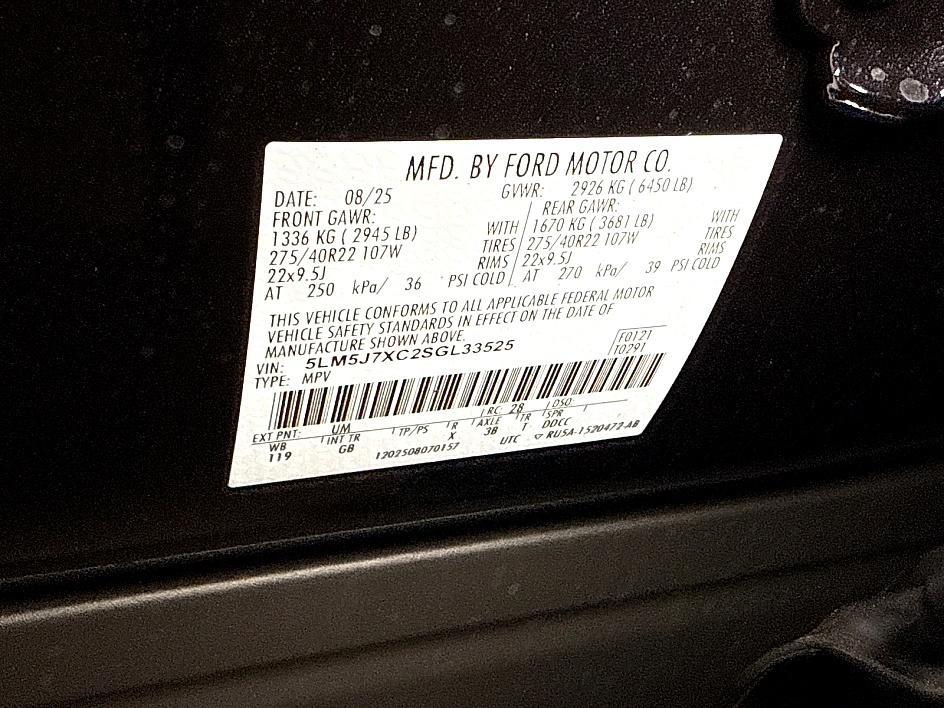 MFD. BY FORD MOTOR CO.
DATE: 08/25 GVWR: 2926 KG ( 6450 LB)
FRONT GAWR: REAR GAWR:
1336 KG ( 2945 LB) WITH 1670 KG ( 3681 LB) WITH
275/40R22 107W TIRES 275/40R22 107W TIRES
22x9.5J RIMS 22x9.5J RIMS
AT 250 kPa/ 36 PSI COLD AT 270 kPa/ 39 PSI COLD
THIS VEHICLE CONFORMS TO ALL APPLICABLE FEDERAL MOTOR
VEHICLE SAFETY STANDARDS IN EFFECT ON THE DATE OF
MANUFACTURE SHOWN ABOVE.
VIN: 5LM5J7XC2SGL33525 F0121
TYPE: MPV T0291
EXT PNT: UM RC: 28 DSO:
WB INT TR TP/PS R AXLE TR SPR
119 GB X 3B T DDCC
1202508070157 UTC ▽ RU5A-1520472-AB